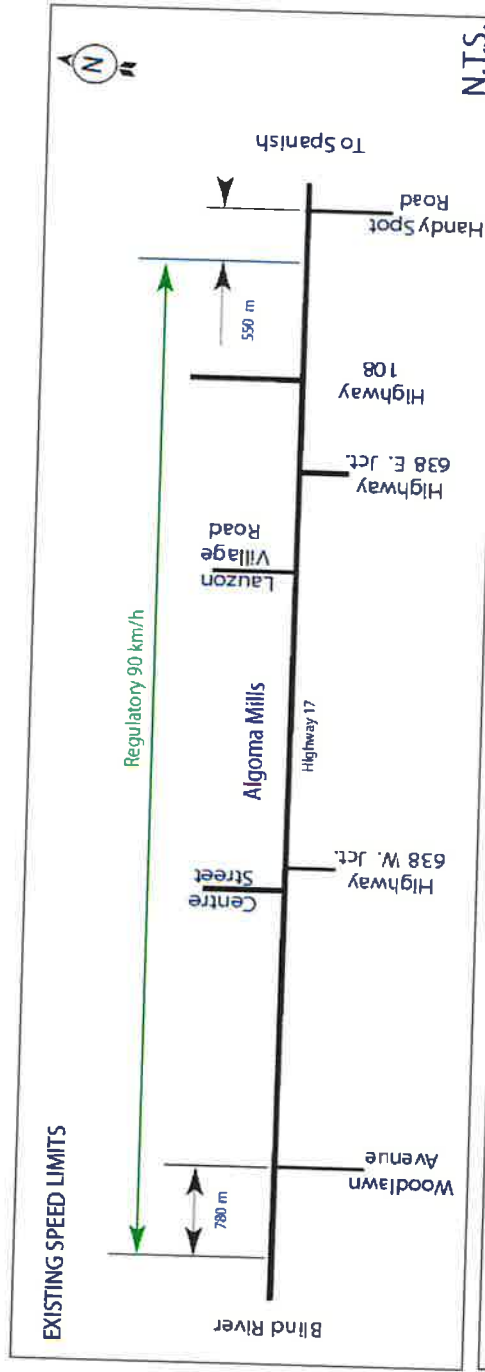 EXISTING SPEED LIMITS
N
Regulatory 90 km/h
780 m
550 m
Blind River
To Spanish
Centre
Street
Algoma Mills
Lauzon
Village
Road
Highway 17
Woodlawn
Avenue
Highway
638 W. Jct.
Highway
638 E. Jct.
Highway
108
Handy Spot
Road
N.T.S.